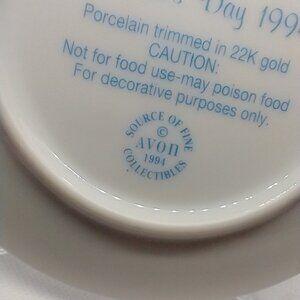 Day 1994
Porcelain trimmed in 22K gold
CAUTION:
Not for food use-may poison food
For decorative purposes only.
SOURCE OF FINE
©
AVON
1994
COLLECTIBLES